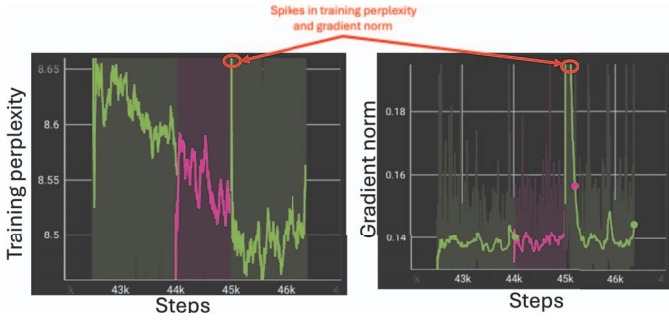 Spikes in training perplexity
and gradient norm
Training perplexity
8.65
8.6
8.55
8.5
43k
44k
45k
46k
Steps
Gradient norm
0.18
0.16
0.14
43k
44k
45k
46k
4
Steps